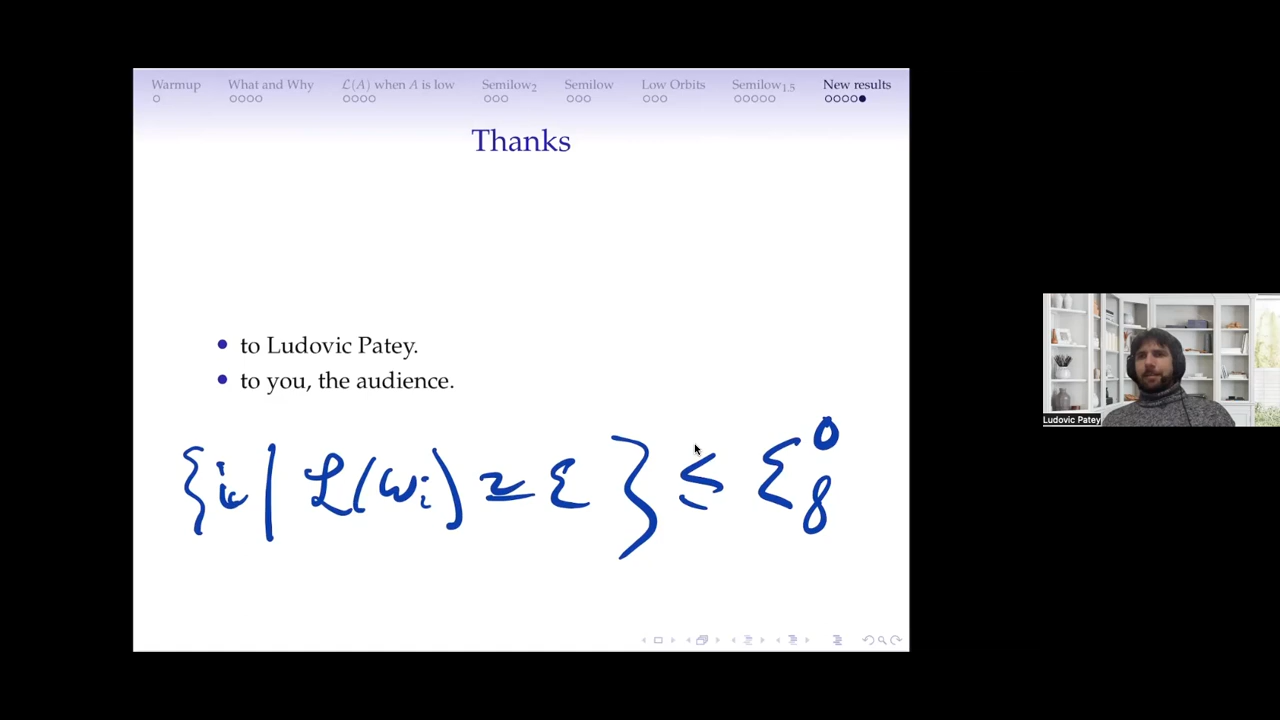 Warmup What and Why ℒ(A) when A is low Semilow₂ Semilow Low Orbits Semilow₁.₅ New results
Thanks
• to Ludovic Patey.
• to you, the audience.
{i | ℒ(Wᵢ) ≅ ℰ} ≤ Σ⁰₈
Ludovic Patey